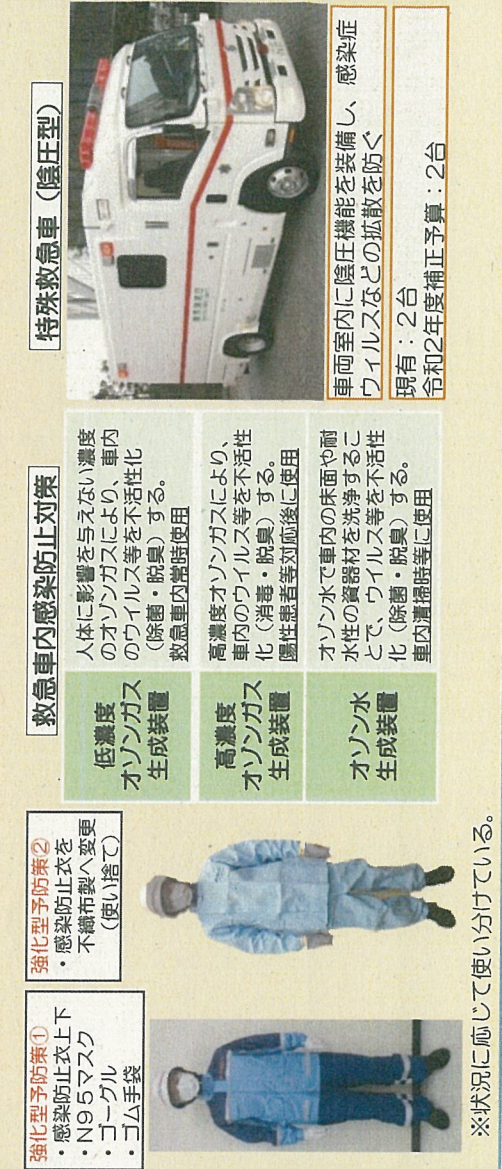 強化型予防策①
・感染防止衣上下
・N95マスク
・ゴーグル
・ゴム手袋
強化型予防策②
・感染防止衣を
不織布製へ変更
（使い捨て）
※状況に応じて使い分けている。
救急車内感染防止対策
低濃度
オゾンガス
生成装置
人体に影響を与えない濃度
のオゾンガスにより、車内
のウイルス等を不活性化
（除菌・脱臭）する。
救急車内常時使用
高濃度
オゾンガス
生成装置
高濃度オゾンガスにより、
車内のウイルス等を不活性
化（消毒・脱臭）する。
陽性患者等対応後に使用
オゾン水
生成装置
オゾン水で車内の床面や耐
水性の資器材を洗浄するこ
とで、ウイルス等を不活性
化（除菌・脱臭）する。
車内清掃時等に使用
特殊救急車（陰圧型）
車両室内に陰圧機能を装備し、感染症
ウィルスなどの拡散を防ぐ
現有：2台
令和2年度補正予算：2台